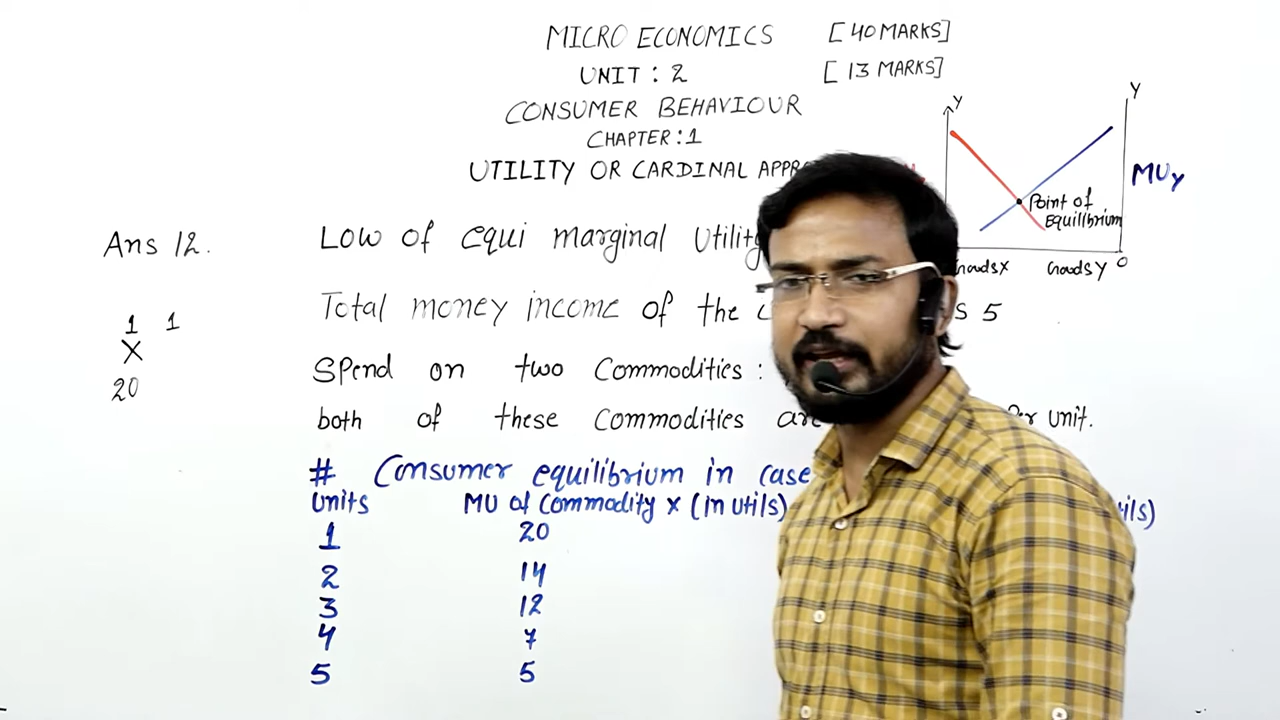 MICRO ECONOMICS [40 MARKS]
UNIT : 2 [13 MARKS]
CONSUMER BEHAVIOUR
CHAPTER : 1
UTILITY OR CARDINAL
Y
Y
MUy
Point of
Equilibrium
Goods Y O
Ans 12. Low of equi marginal Utility
Total money income of the 5
1 1
X
20
Spend on two Commodities :
both of these Commodities are Per unit.
# Consumer equilibrium in case
Units MU of Commodity X (in utils)
1 20
2 14
3 12
4 7
5 5